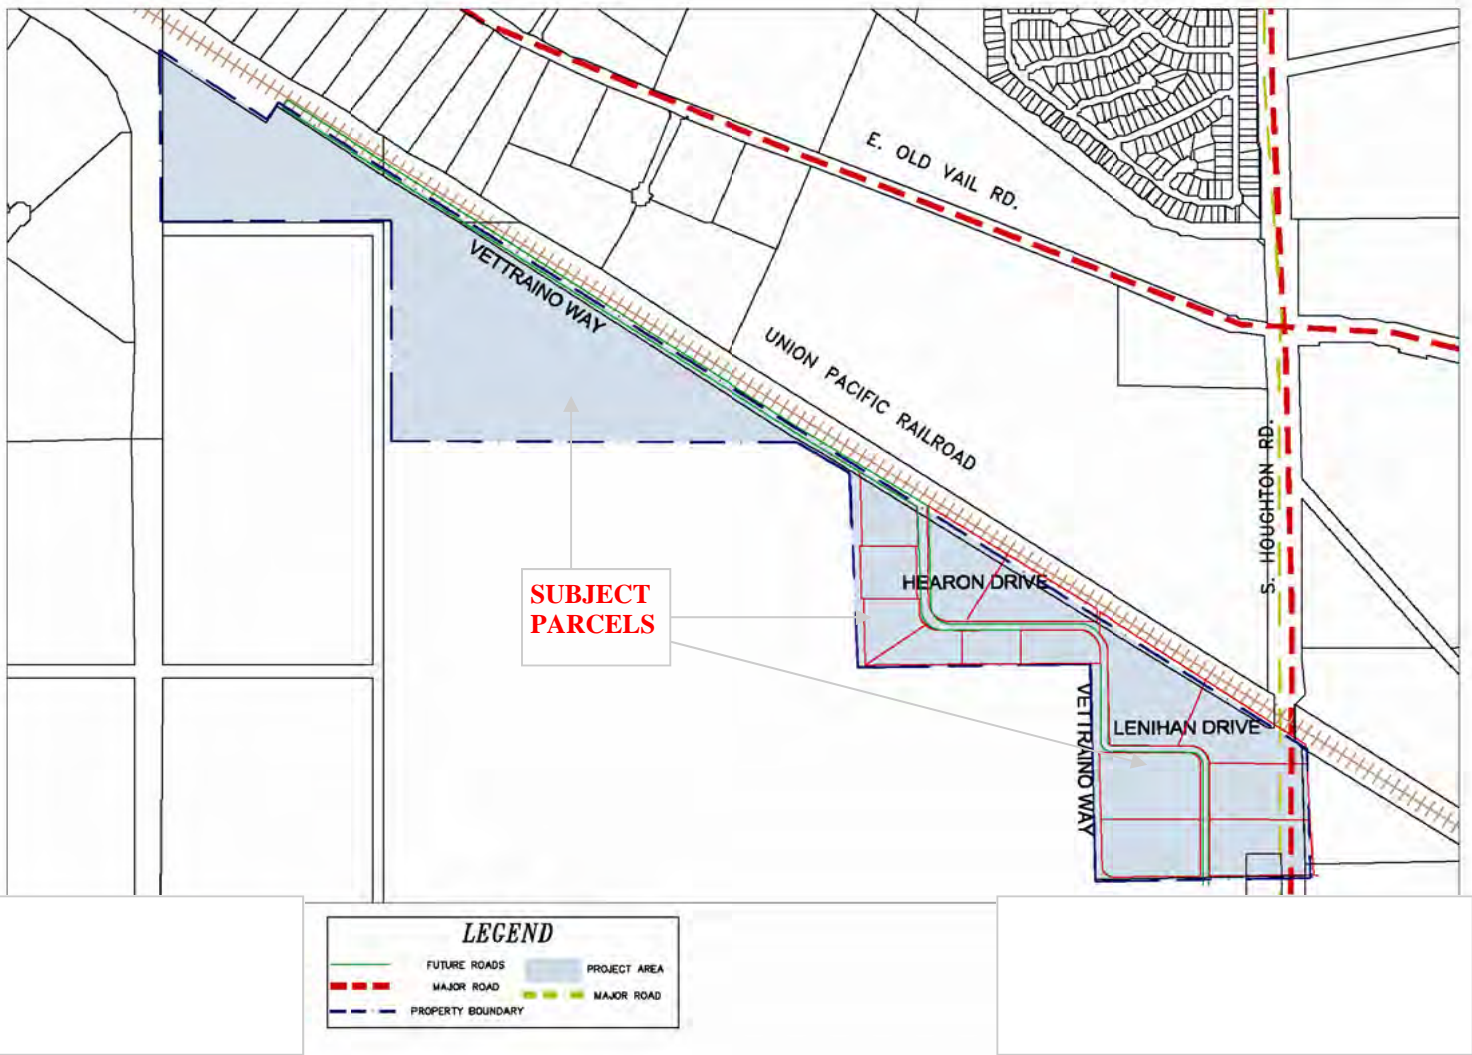 E. OLD VAIL RD.
VETTRAINO WAY
UNION PACIFIC RAILROAD
S. HOUGHTON RD.
SUBJECT
PARCELS
HEARON DRIVE
VETTRAINO WAY
LENIHAN DRIVE
LEGEND
FUTURE ROADS
PROJECT AREA
MAJOR ROAD
MAJOR ROAD
PROPERTY BOUNDARY